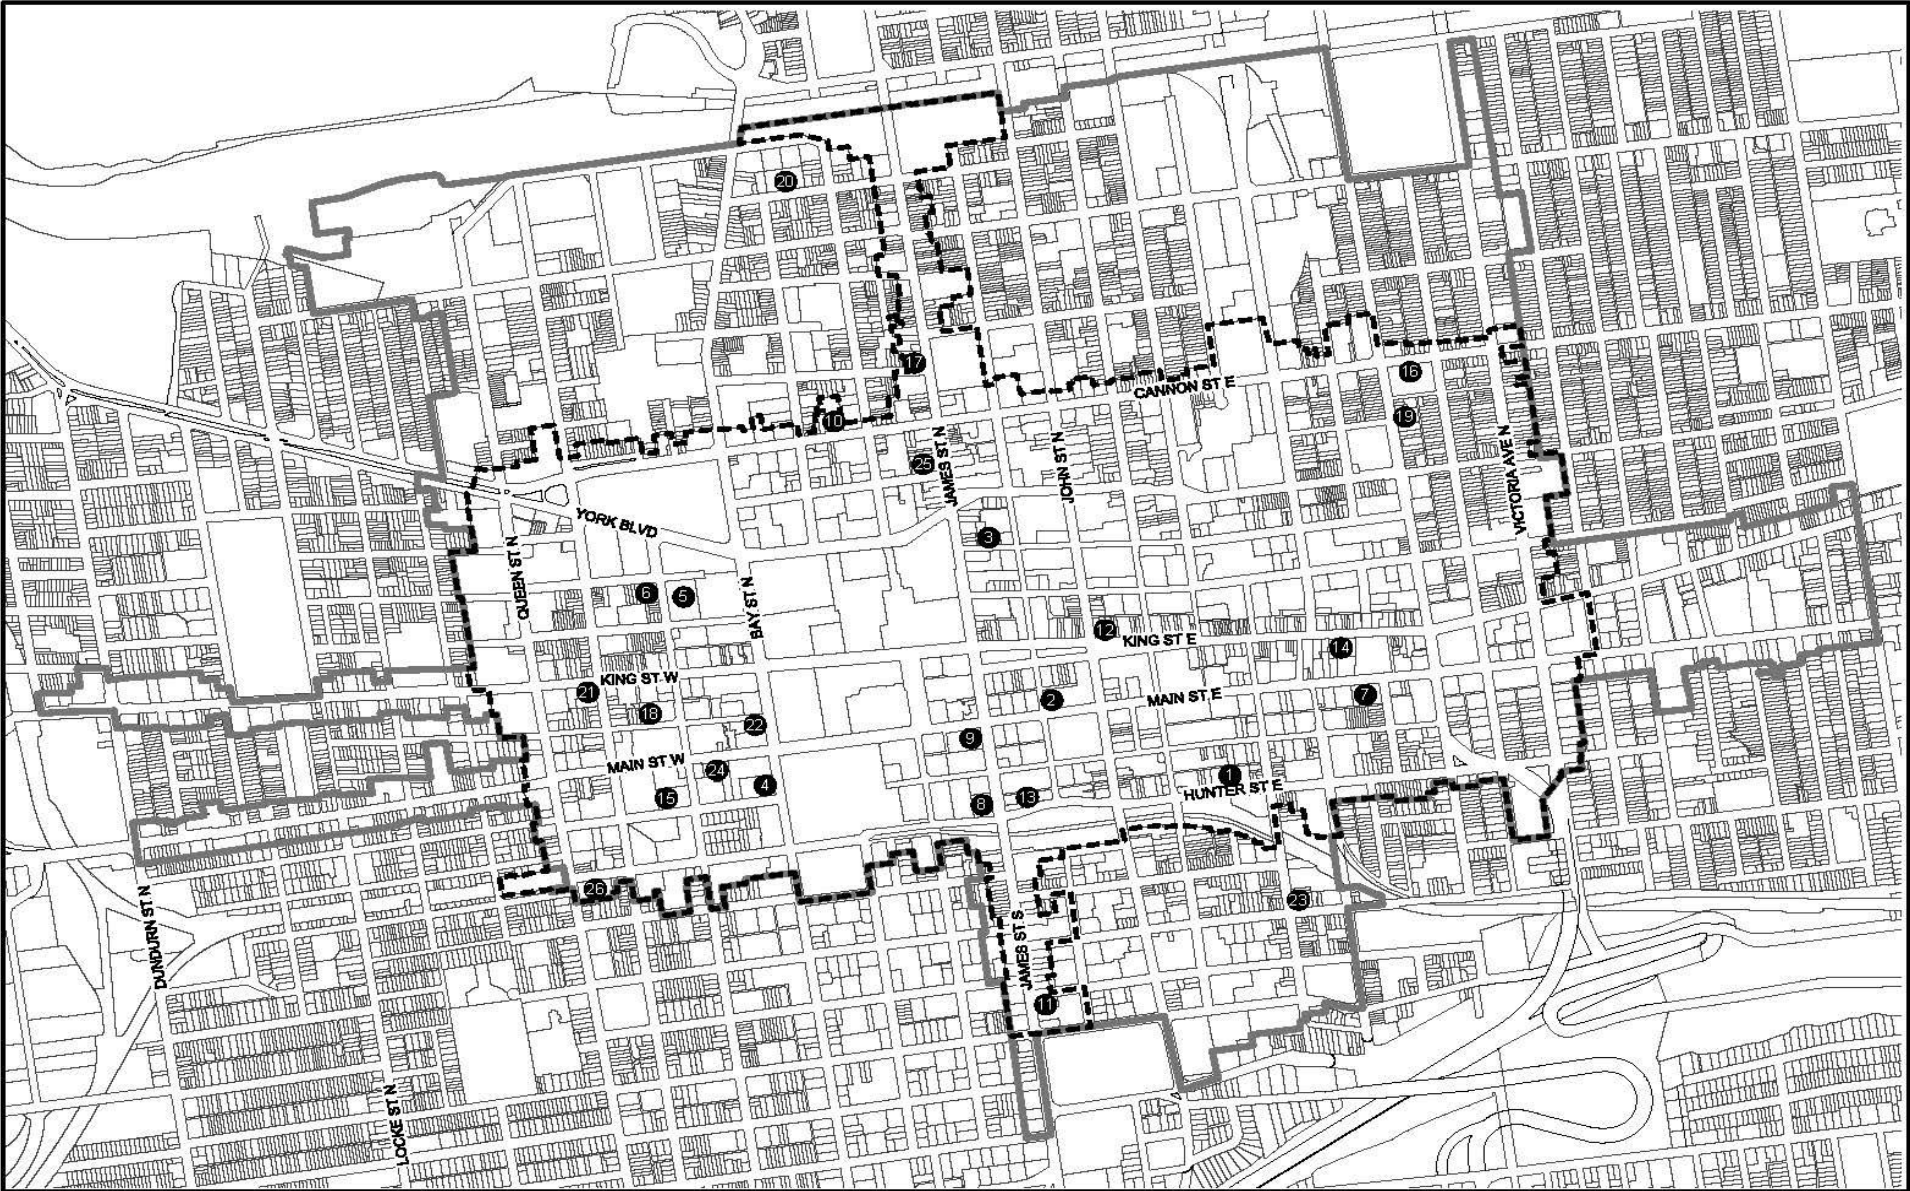 20
17
CANNON ST E
16
10
19
25
JAMES ST N
JOHN ST N
VICTORIA AVE N
YORK BLVD
3
QUEEN ST N
6
5
BAY ST N
12
KING ST E
14
KING ST W
21
18
2
MAIN ST E
7
22
9
MAIN ST W
24
4
1
HUNTER ST E
15
8
13
26
23
DUNDURN ST N
JAMES ST S
11
LOCKE ST N